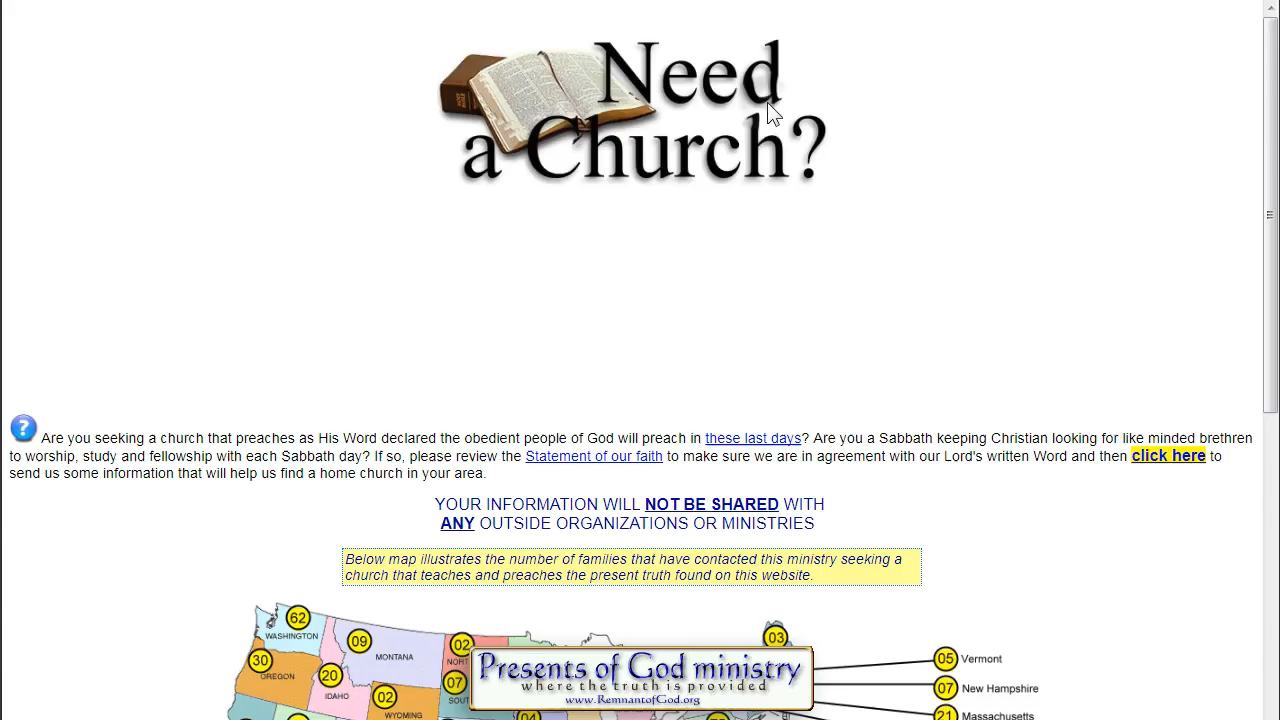 Need
a Church?
Are you seeking a church that preaches as His Word declared the obedient people of God will preach in these last days? Are you a Sabbath keeping Christian looking for like minded brethren
to worship, study and fellowship with each Sabbath day? If so, please review the Statement of our faith to make sure we are in agreement with our Lord's written Word and then click here to
send us some information that will help us find a home church in your area.
YOUR INFORMATION WILL NOT BE SHARED WITH
ANY OUTSIDE ORGANIZATIONS OR MINISTRIES
Below map illustrates the number of families that have contacted this ministry seeking a
church that teaches and preaches the present truth found on this website.
62
WASHINGTON
09
MONTANA
02
NORT
03
30
OREGON
20
IDAHO
02
WYOMING
07
SOUT
04
05 Vermont
07 New Hampshire
21 Massachusetts
Presents of God ministry
where the truth is provided
www.RemnantofGod.org